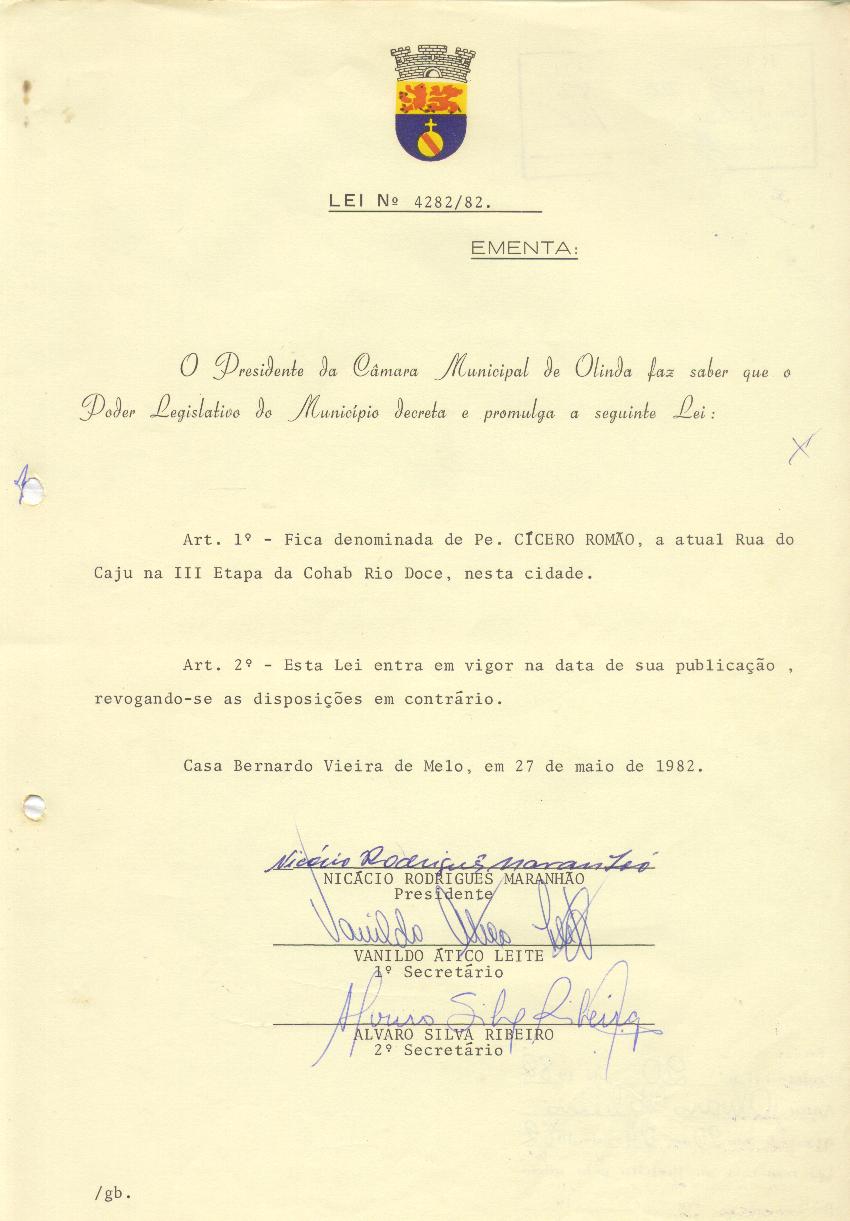 LEI Nº 4282/82.
EMENTA:
O Presidente da Câmara Municipal de Olinda faz saber que o
Poder Legislativo do Município decreta e promulga a seguinte Lei:
Art. 1º - Fica denominada de Pe. CÍCERO ROMÃO, a atual Rua do
Caju na III Etapa da Cohab Rio Doce, nesta cidade.
Art. 2º - Esta Lei entra em vigor na data de sua publicação ,
revogando-se as disposições em contrário.
Casa Bernardo Vieira de Melo, em 27 de maio de 1982.
Nicácio Rodrigues Maranhão
NICÁCIO RODRIGUES MARANHÃO
Presidente
Vanildo Leite
VANILDO ÁTICO LEITE
1º Secretário
Silva Ribeiro
ALVARO SILVA RIBEIRO
2º Secretário
/gb.